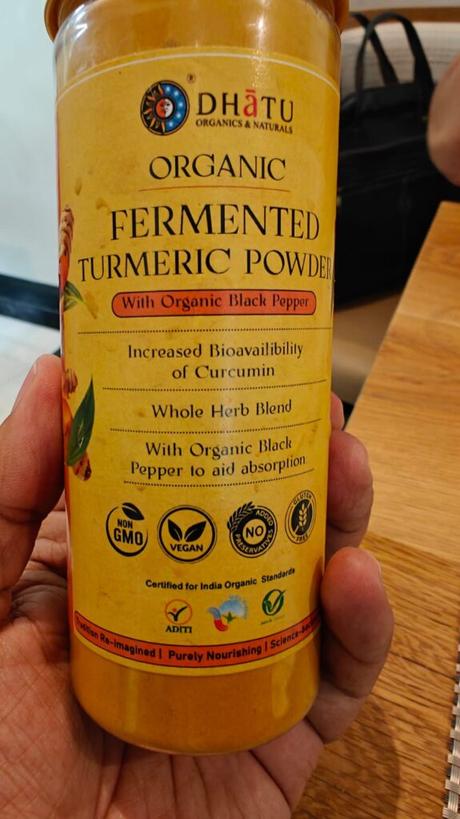 ®
DHāTU
ORGANICS & NATURALS
ORGANIC
FERMENTED
TURMERIC POWDER
With Organic Black Pepper
Increased Bioavailibility
of Curcumin
Whole Herb Blend
With Organic Black
Pepper to aid absorption
NON
GMO
VEGAN
NO
ADDED
PRESERVATIVES
GLUTEN
FREE
Certified for India Organic Standards
ADITI
Tradition Re-imagined | Purely Nourishing |